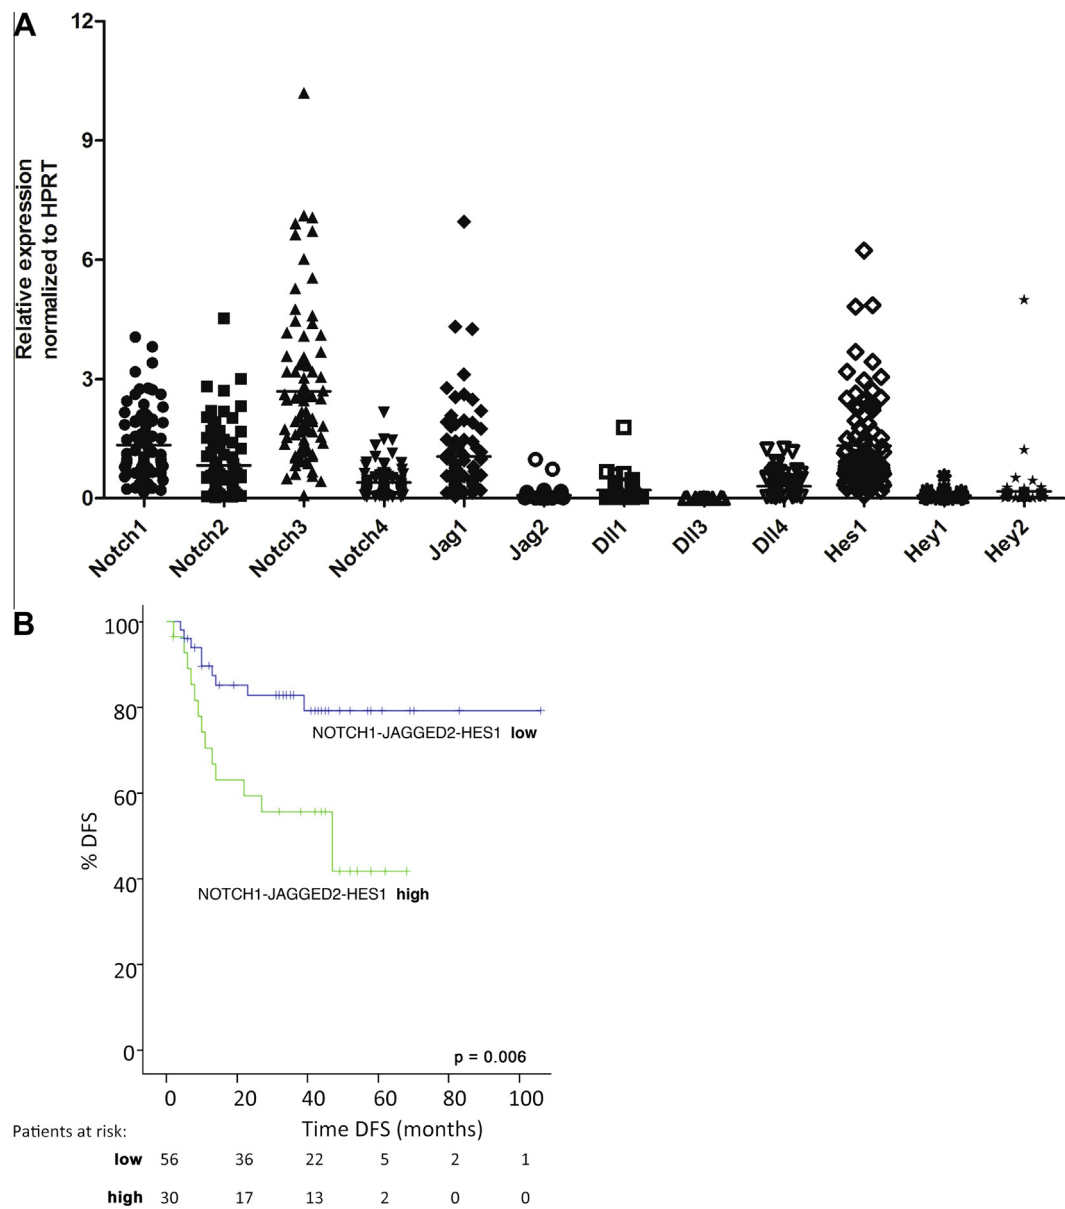 A
12
9
6
3
0
Relative expression
normalized to HPRT
Notch1
Notch2
Notch3
Notch4
Jag1
Jag2
Dll1
Dll3
Dll4
Hes1
Hey1
Hey2
B
100
80
60
40
20
0
% DFS
NOTCH1-JAGGED2-HES1 low
NOTCH1-JAGGED2-HES1 high
p = 0.006
0 20 40 60 80 100
Time DFS (months)
Patients at risk:
low 56 36 22 5 2 1
high 30 17 13 2 0 0